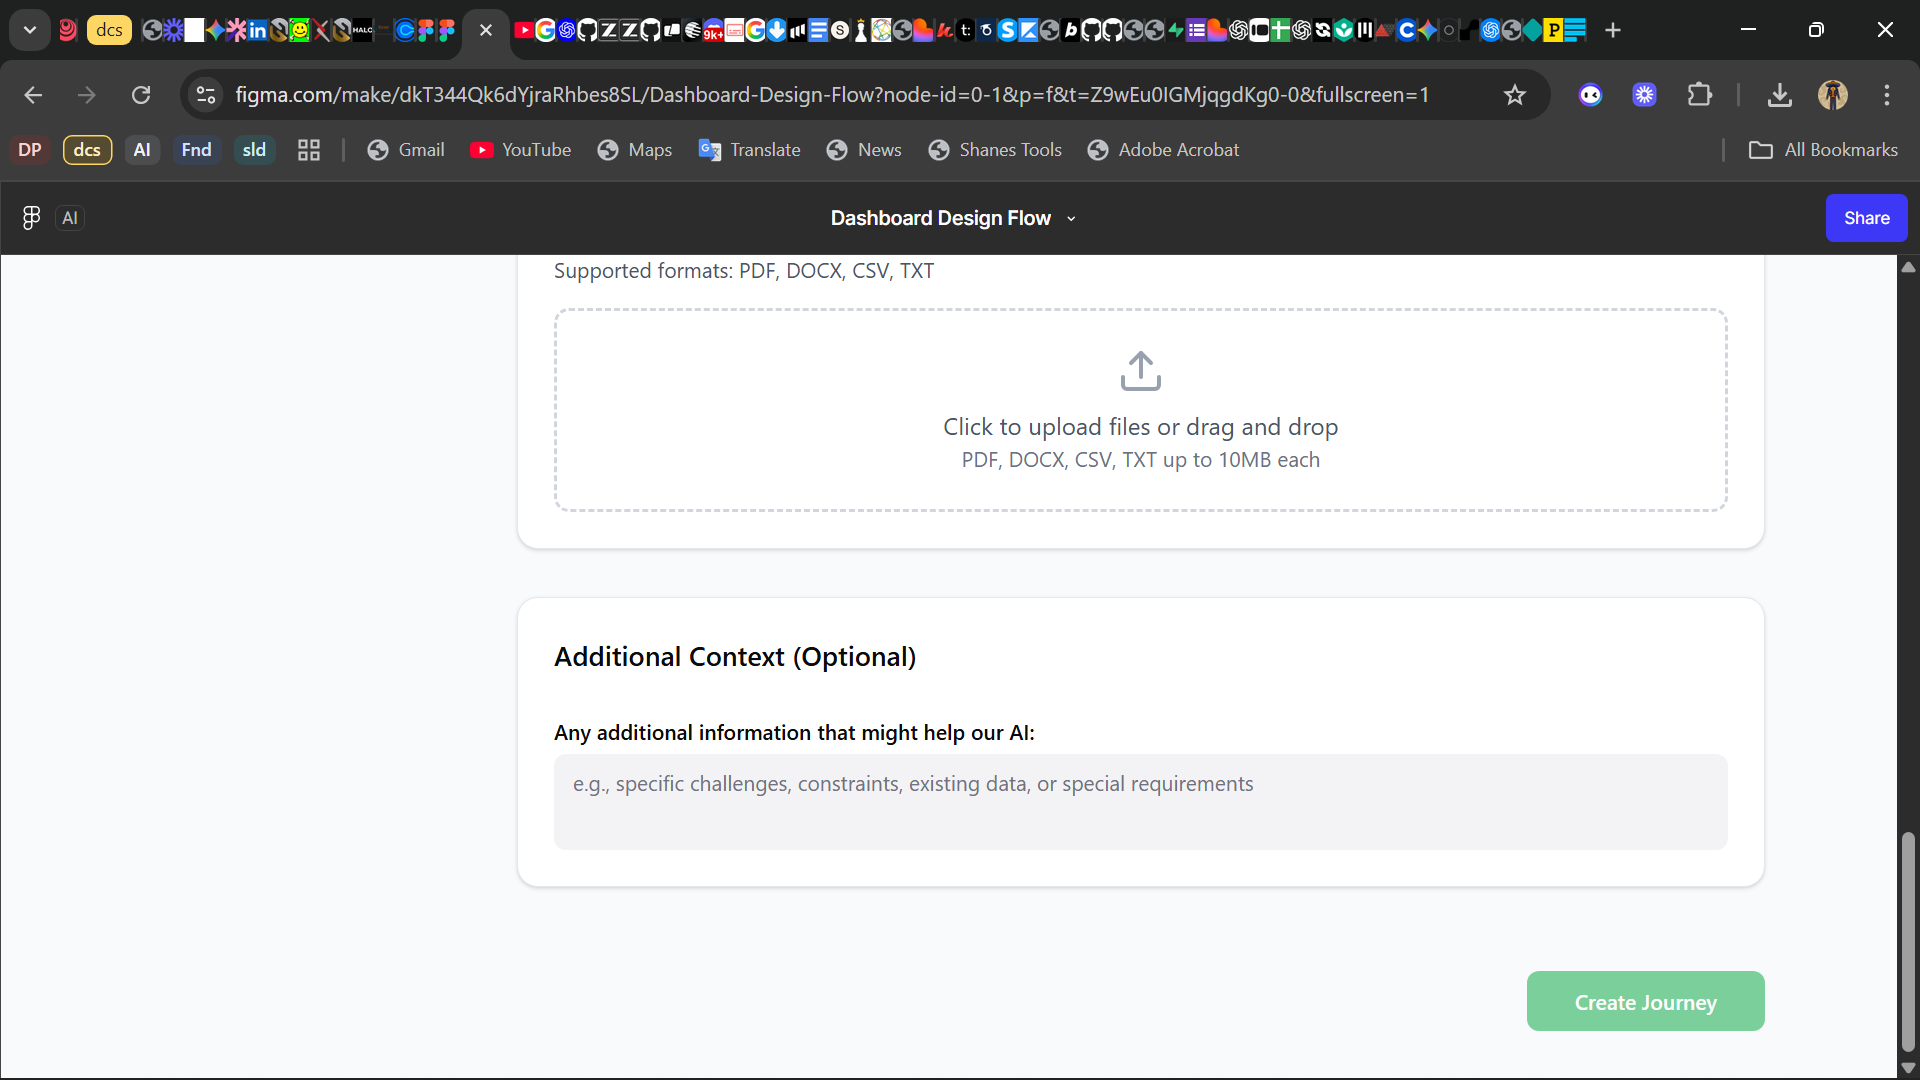 dcs
9k+
figma.com/make/dkT344Qk6dYjraRhbes8SL/Dashboard-Design-Flow?node-id=0-1&p=f&t=Z9wEu0IGMjqgdKg0-0&fullscreen=1
DP
dcs
AI
Fnd
sld
Gmail
YouTube
Maps
Translate
News
Shanes Tools
Adobe Acrobat
All Bookmarks
AI
Dashboard Design Flow
Share
Supported formats: PDF, DOCX, CSV, TXT
Click to upload files or drag and drop
PDF, DOCX, CSV, TXT up to 10MB each
Additional Context (Optional)
Any additional information that might help our AI:
e.g., specific challenges, constraints, existing data, or special requirements
Create Journey